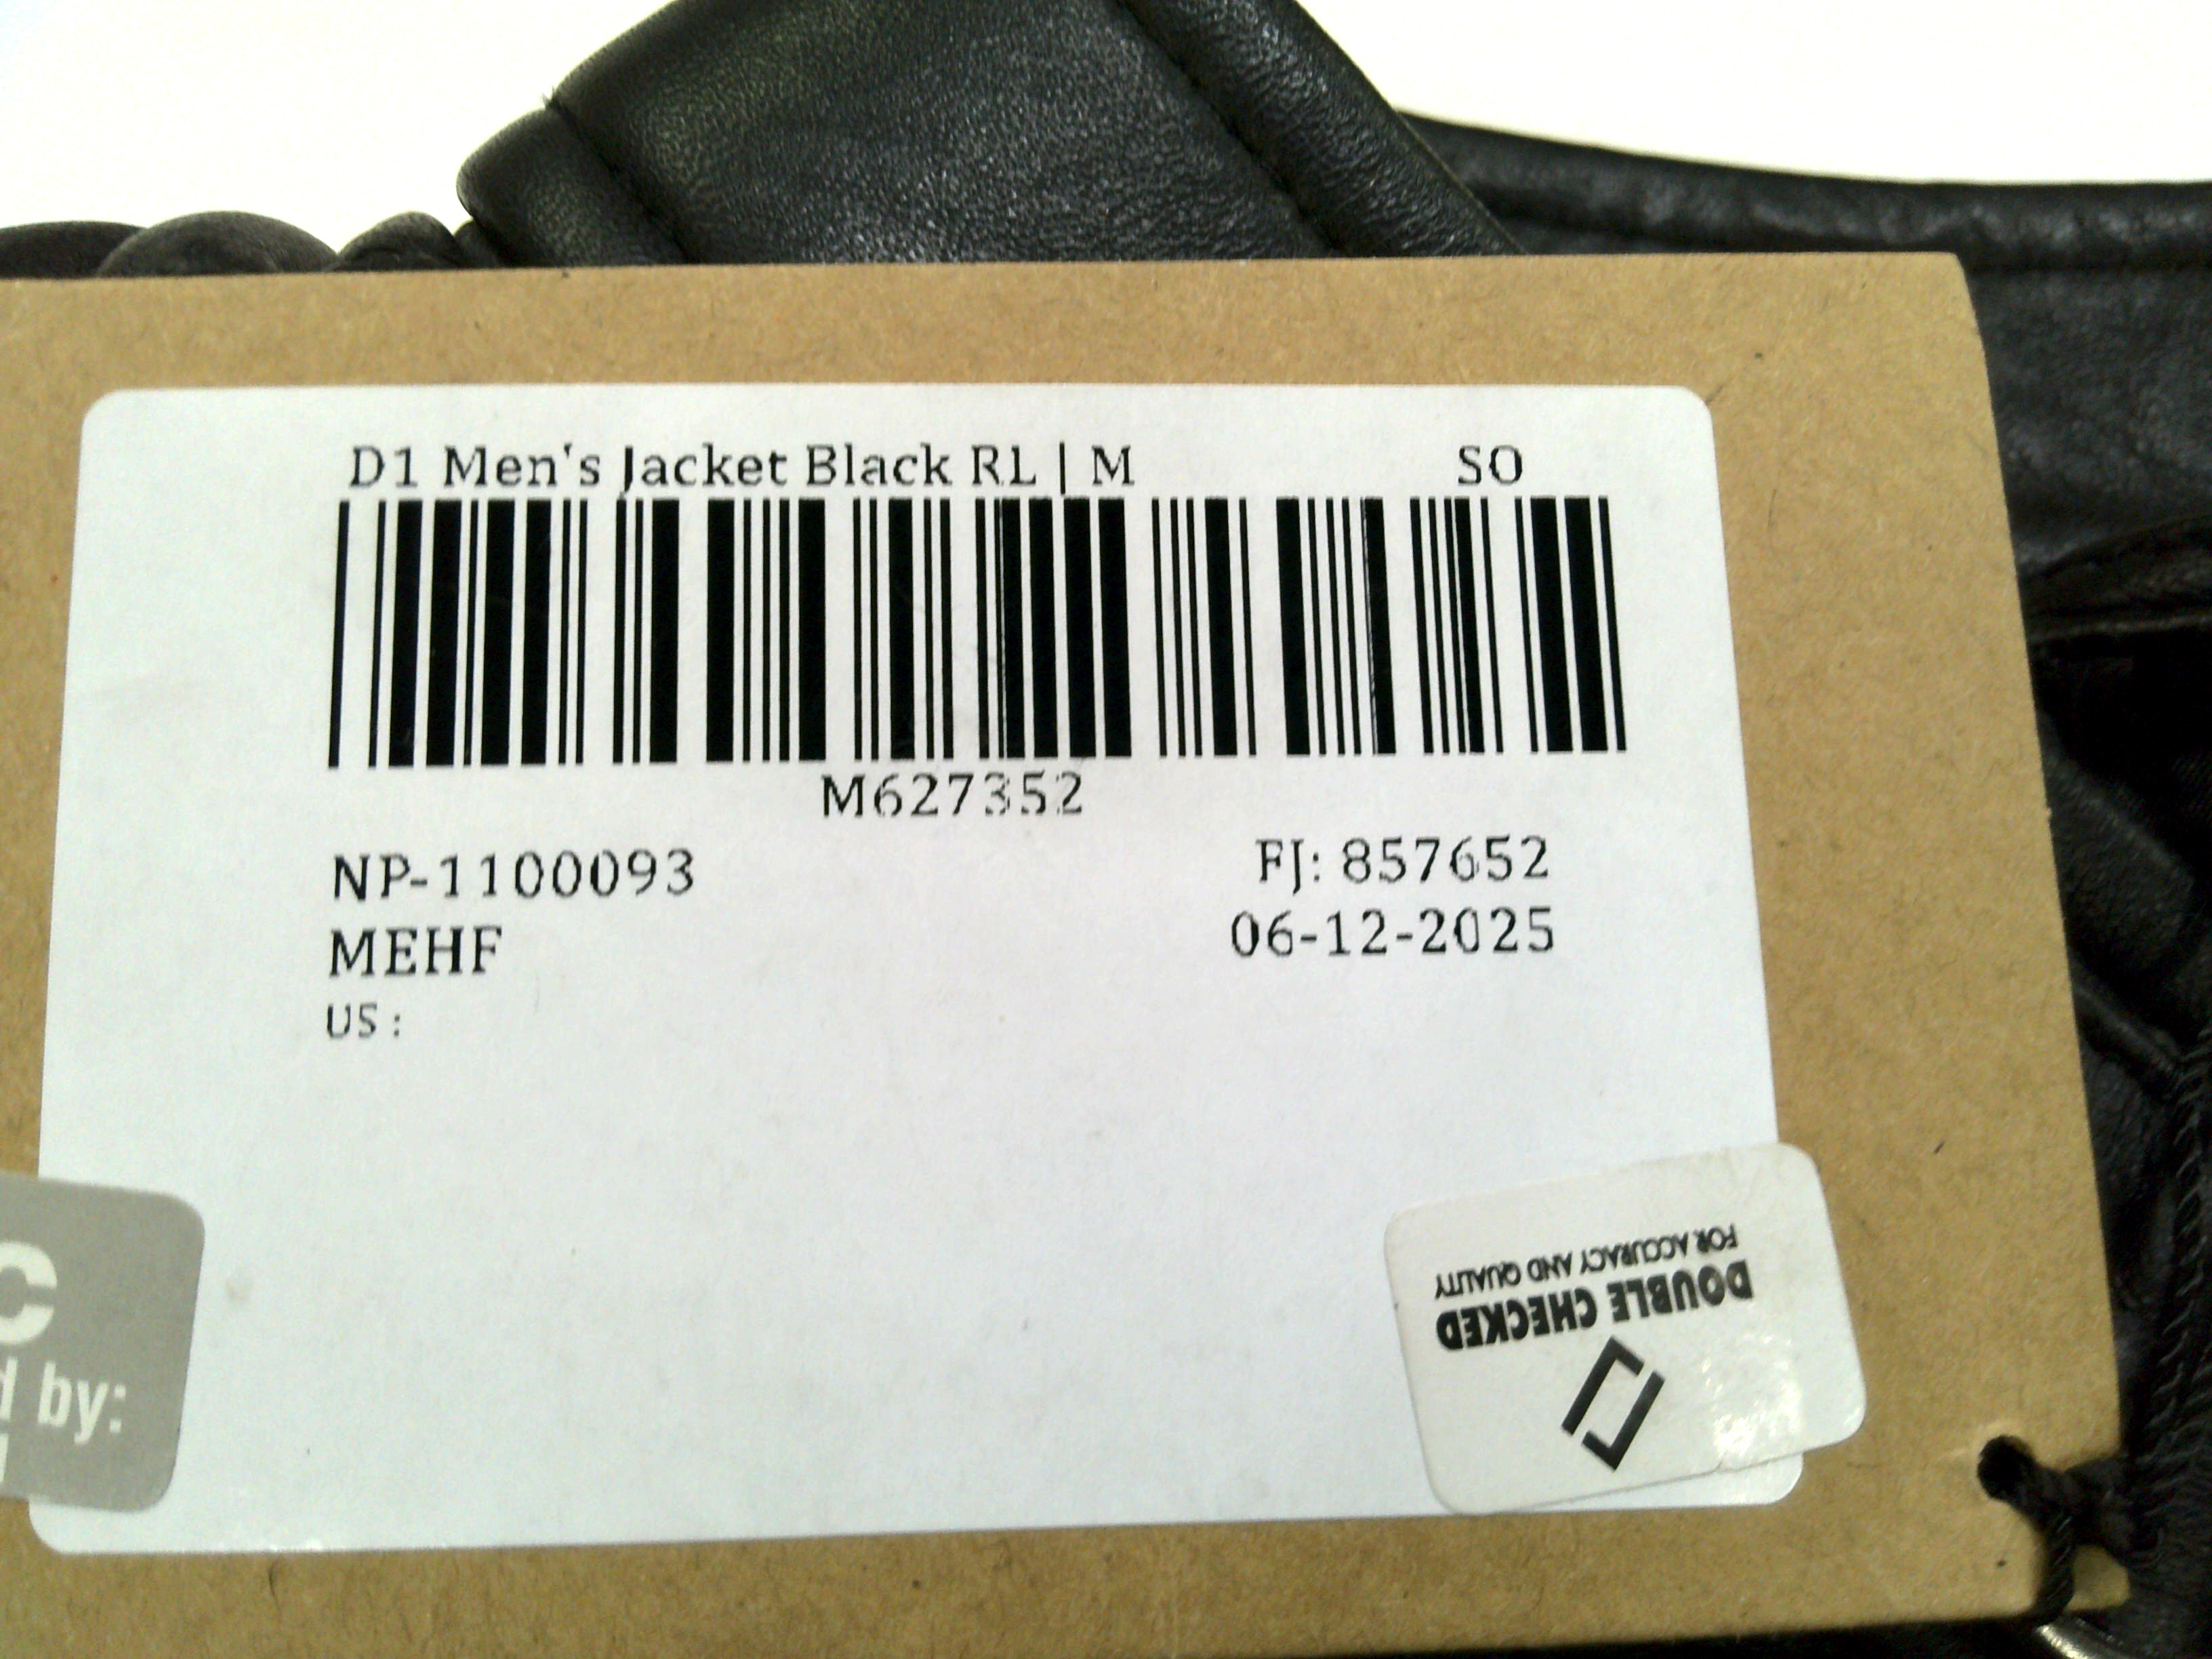 D1 Men's Jacket Black RL | M SO
M627352
NP-1100093 FJ: 857652
MEHF 06-12-2025
US :
DOUBLE CHECKED
FOR ACCURACY AND QUALITY
C
by: